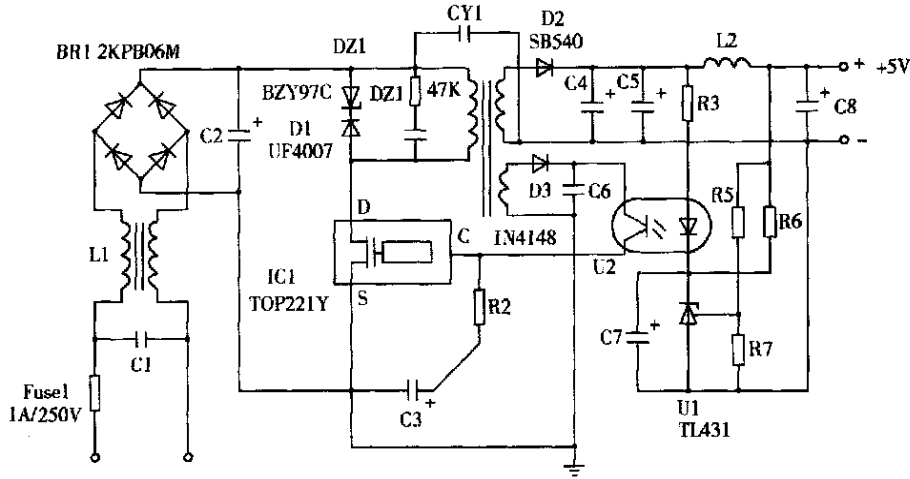 CY1
D2
SB540
BR1 2KPB06M
DZ1
L2
+ +5V
BZY97C
DZ1
47K
C4
+
C5
+
R3
+
C8
C2
+
D1
UF4007
−
D3
C6
R5
R6
D
C
1N4148
U2
L1
IC1
TOP221Y
S
R2
C7
+
R7
C1
C3
+
Fuse1
1A/250V
U1
TL431